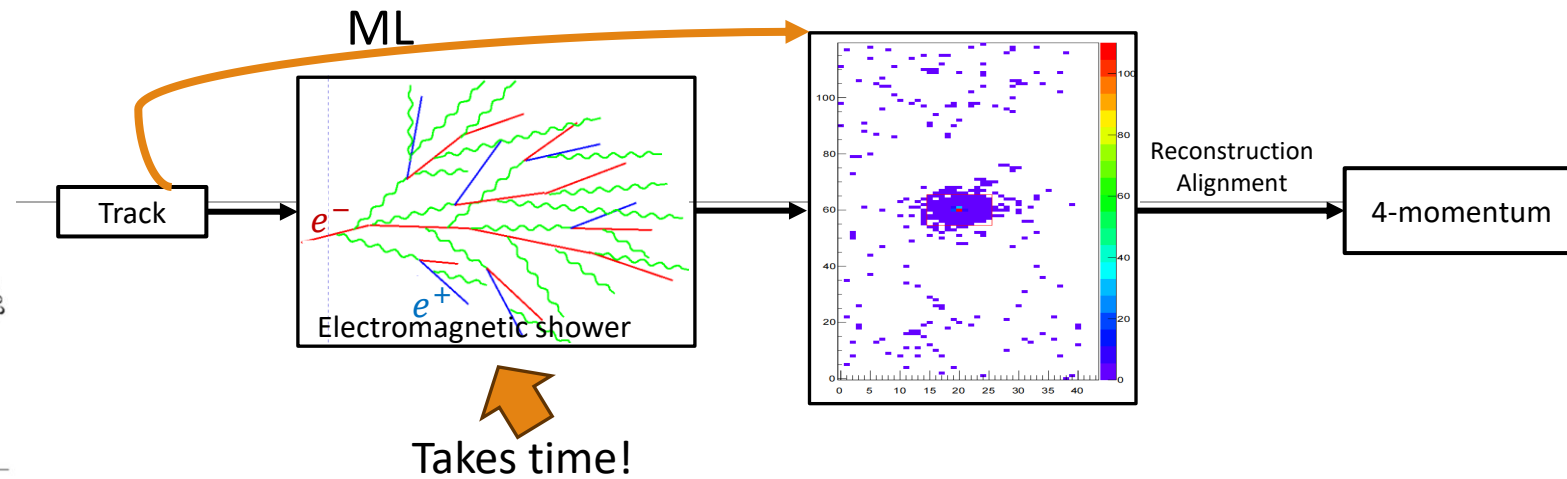 ML
Track
e⁻
e⁺
Electromagnetic shower
Takes time!
100
80
60
40
20
0
0 5 10 15 20 25 30 35 40
100
80
60
40
20
0
Reconstruction
Alignment
4-momentum